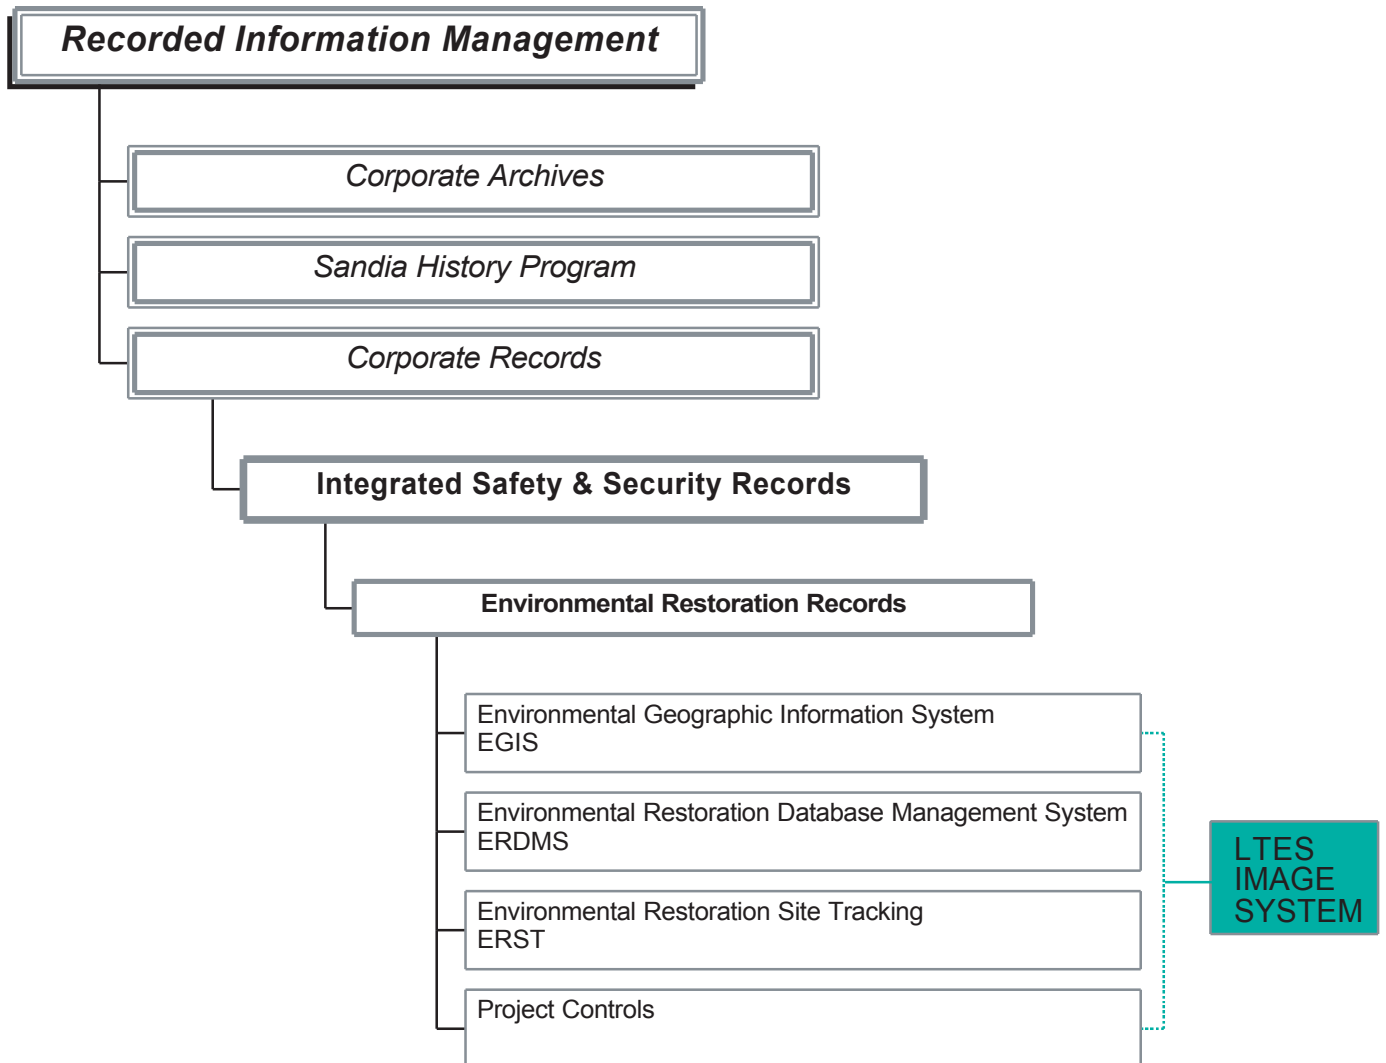 Recorded Information Management
Corporate Archives
Sandia History Program
Corporate Records
Integrated Safety & Security Records
Environmental Restoration Records
Environmental Geographic Information System
EGIS
Environmental Restoration Database Management System
ERDMS
Environmental Restoration Site Tracking
ERST
Project Controls
LTES
IMAGE
SYSTEM